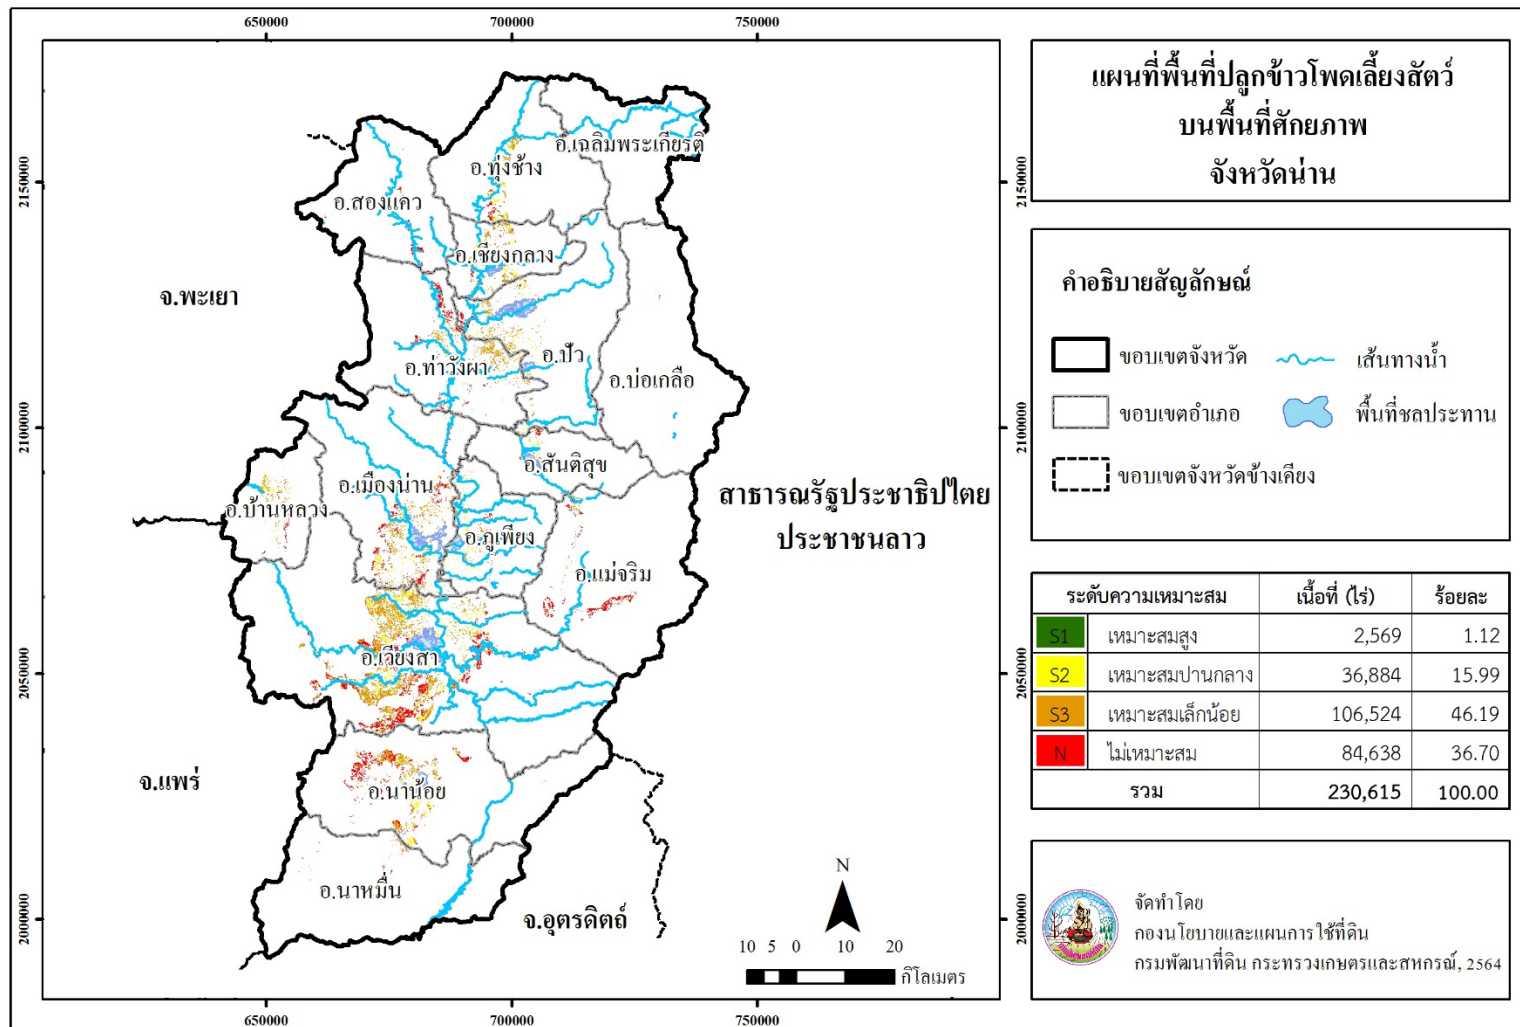 650000 700000 750000
แผนที่พื้นที่ปลูกข้าวโพดเลี้ยงสัตว์
บนพื้นที่ศักยภาพ
จังหวัดน่าน
2150000
2150000
อ.เฉลิมพระเกียรติ
อ.ทุ่งช้าง
อ.สองแคว
อ.เชียงกลาง
จ.พะเยา
อ.ปัว
อ.ท่าวังผา
อ.บ่อเกลือ
2100000
2100000
อ.สันติสุข
อ.เมืองน่าน
อ.บ้านหลวง
สาธารณรัฐประชาธิปไตย
ประชาชนลาว
อ.ภูเพียง
อ.แม่จริม
อ.เวียงสา
2050000
2050000
จ.แพร่
อ.นาน้อย
อ.นาหมื่น
จ.อุตรดิตถ์
2000000
2000000
N
10 5 0 10 20
กิโลเมตร
650000 700000 750000
คำอธิบายสัญลักษณ์
ขอบเขตจังหวัด เส้นทางน้ำ
ขอบเขตอำเภอ พื้นที่ชลประทาน
ขอบเขตจังหวัดข้างเคียง
ระดับความเหมาะสม เนื้อที่ (ไร่) ร้อยละ
S1 เหมาะสมสูง 2,569 1.12
S2 เหมาะสมปานกลาง 36,884 15.99
S3 เหมาะสมเล็กน้อย 106,524 46.19
N ไม่เหมาะสม 84,638 36.70
รวม 230,615 100.00
จัดทำโดย
กองนโยบายและแผนการใช้ที่ดิน
กรมพัฒนาที่ดิน กระทรวงเกษตรและสหกรณ์, 2564